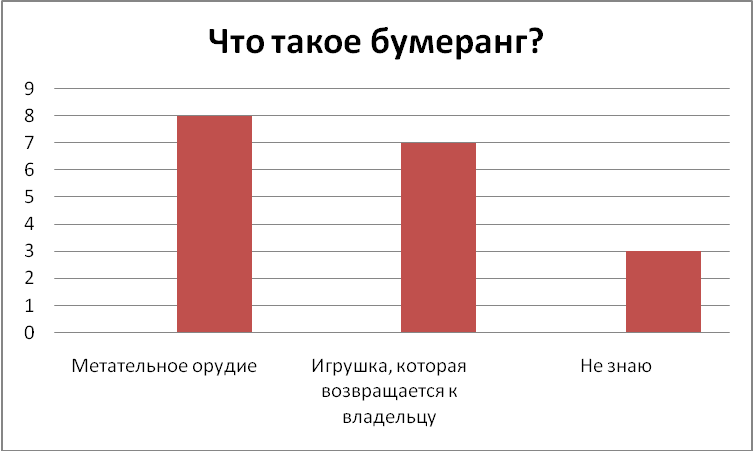 Что такое бумеранг?
9
8
7
6
5
4
3
2
1
0
Метательное орудие
Игрушка, которая
возвращается к
владельцу
Не знаю